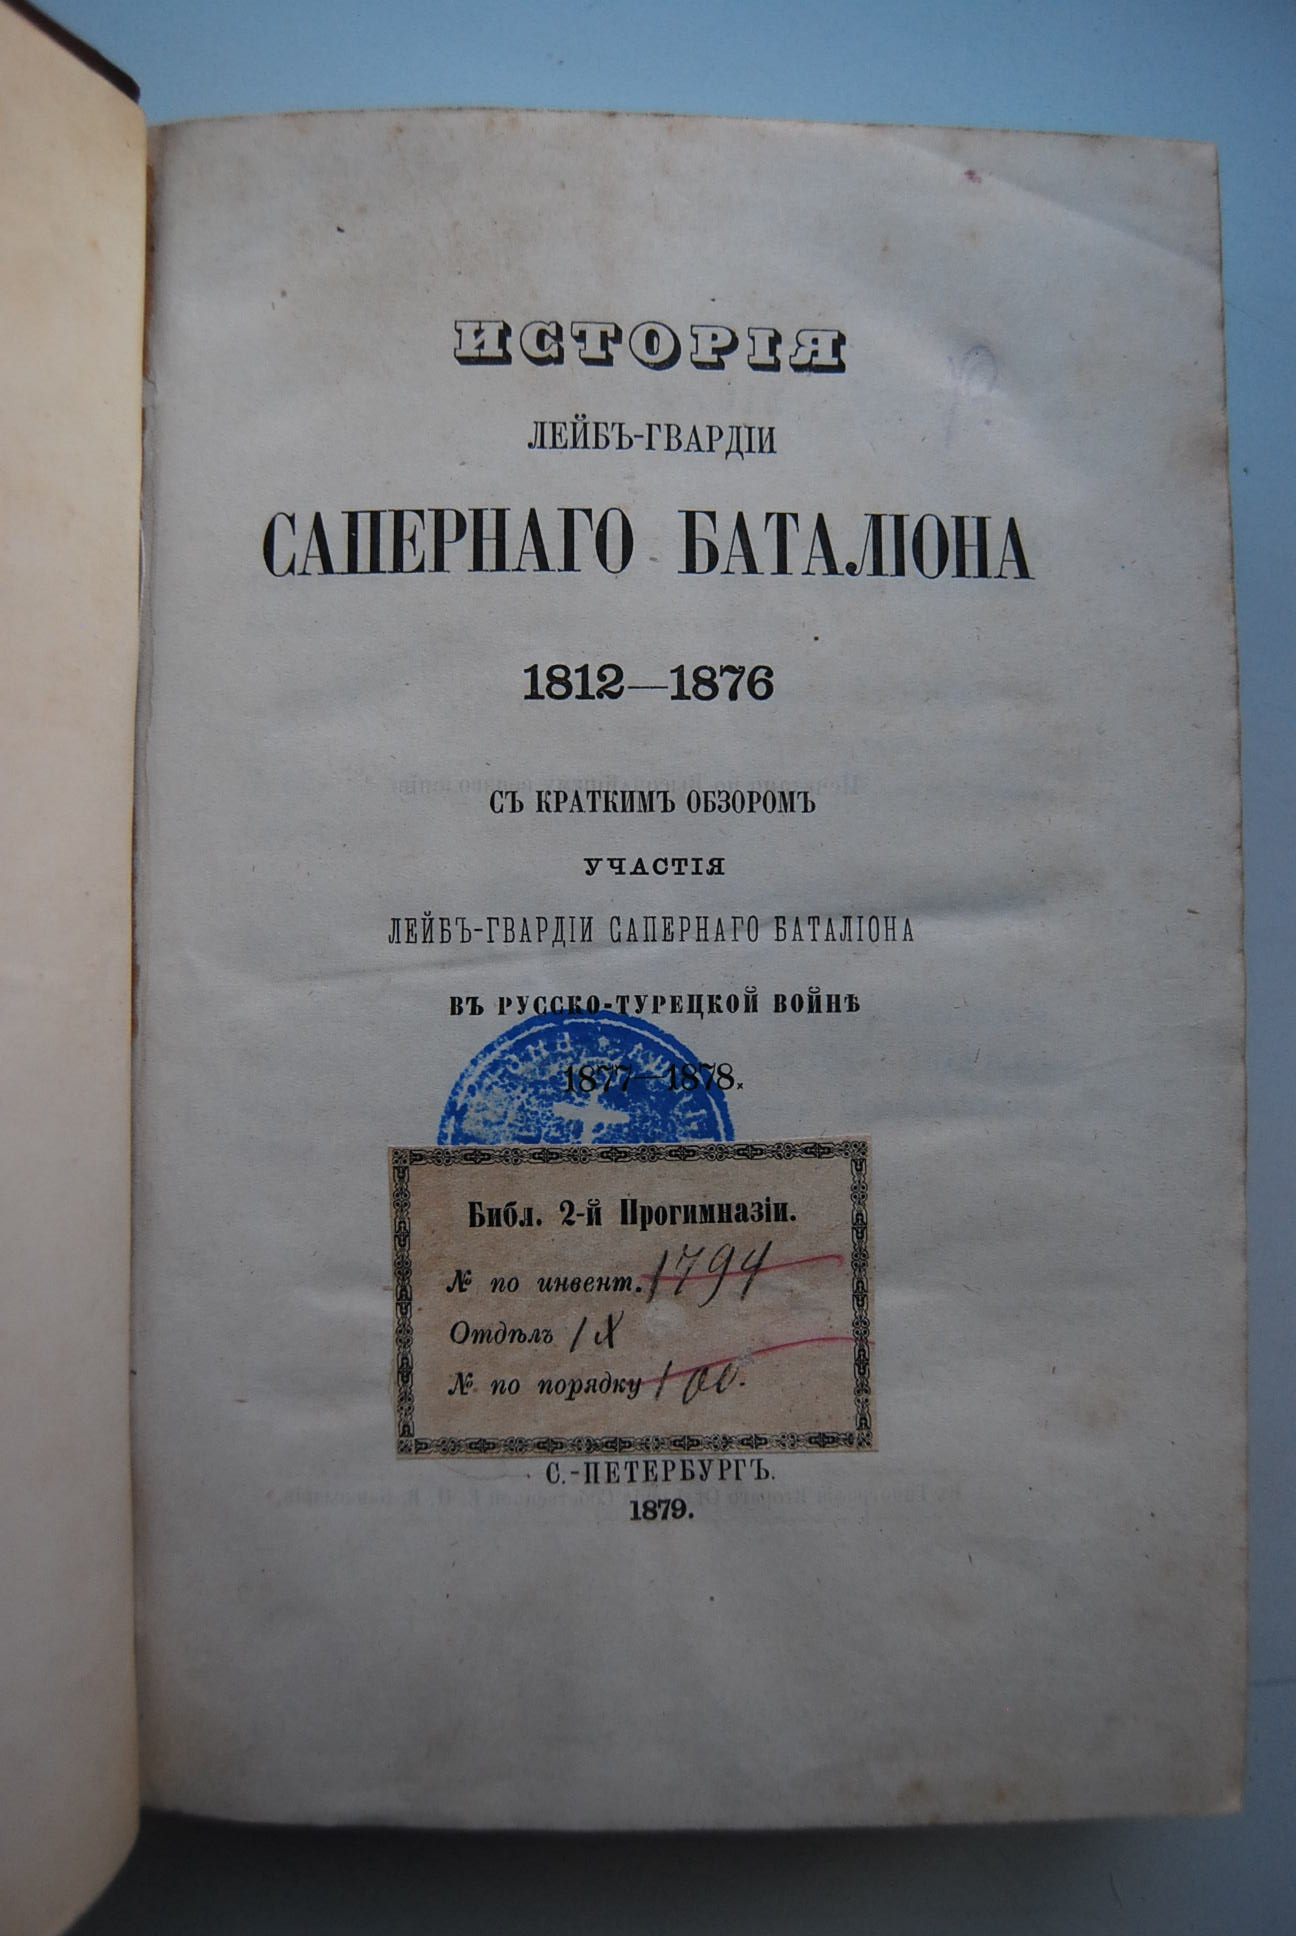 ИСТОРІЯ
ЛЕЙБЪ-ГВАРДІИ
САПЕРНАГО БАТАЛІОНА
1812—1876
СЪ КРАТКИМЪ ОБЗОРОМЪ
УЧАСТІЯ
ЛЕЙБЪ-ГВАРДІИ САПЕРНАГО БАТАЛІОНА
ВЪ РУССКО-ТУРЕЦКОЙ ВОЙНѢ
1877—1878.
Библ. 2-й Прогимназіи.
№ по инвент. 1794
Отдѣлъ IX
№ по порядку 100.
С.-ПЕТЕРБУРГЪ.
1879.